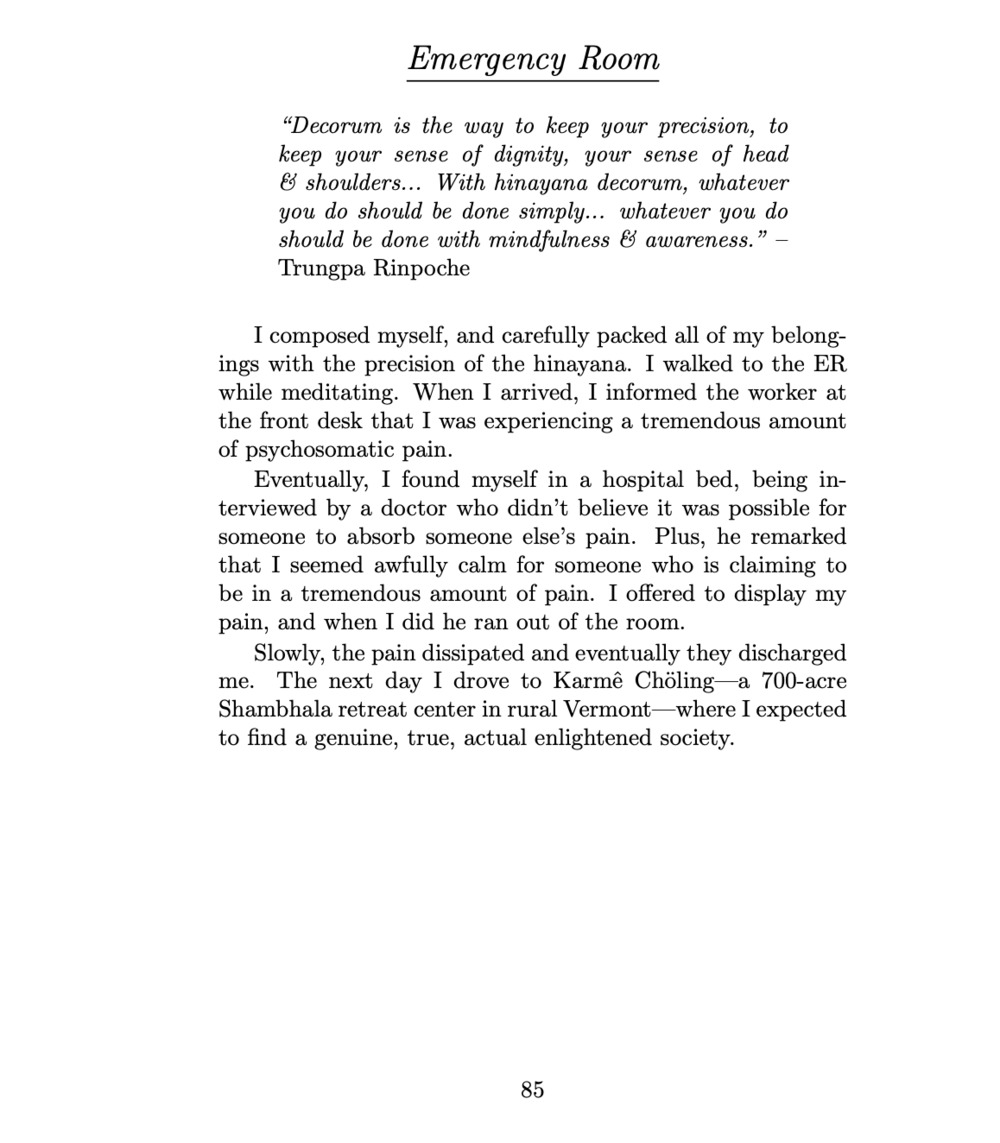 Emergency Room
“Decorum is the way to keep your precision, to
keep your sense of dignity, your sense of head
& shoulders... With hinayana decorum, whatever
you do should be done simply... whatever you do
should be done with mindfulness & awareness.” –
Trungpa Rinpoche
I composed myself, and carefully packed all of my belong-
ings with the precision of the hinayana. I walked to the ER
while meditating. When I arrived, I informed the worker at
the front desk that I was experiencing a tremendous amount
of psychosomatic pain.
Eventually, I found myself in a hospital bed, being in-
terviewed by a doctor who didn’t believe it was possible for
someone to absorb someone else’s pain. Plus, he remarked
that I seemed awfully calm for someone who is claiming to
be in a tremendous amount of pain. I offered to display my
pain, and when I did he ran out of the room.
Slowly, the pain dissipated and eventually they discharged
me. The next day I drove to Karmê Chöling—a 700-acre
Shambhala retreat center in rural Vermont—where I expected
to find a genuine, true, actual enlightened society.
85